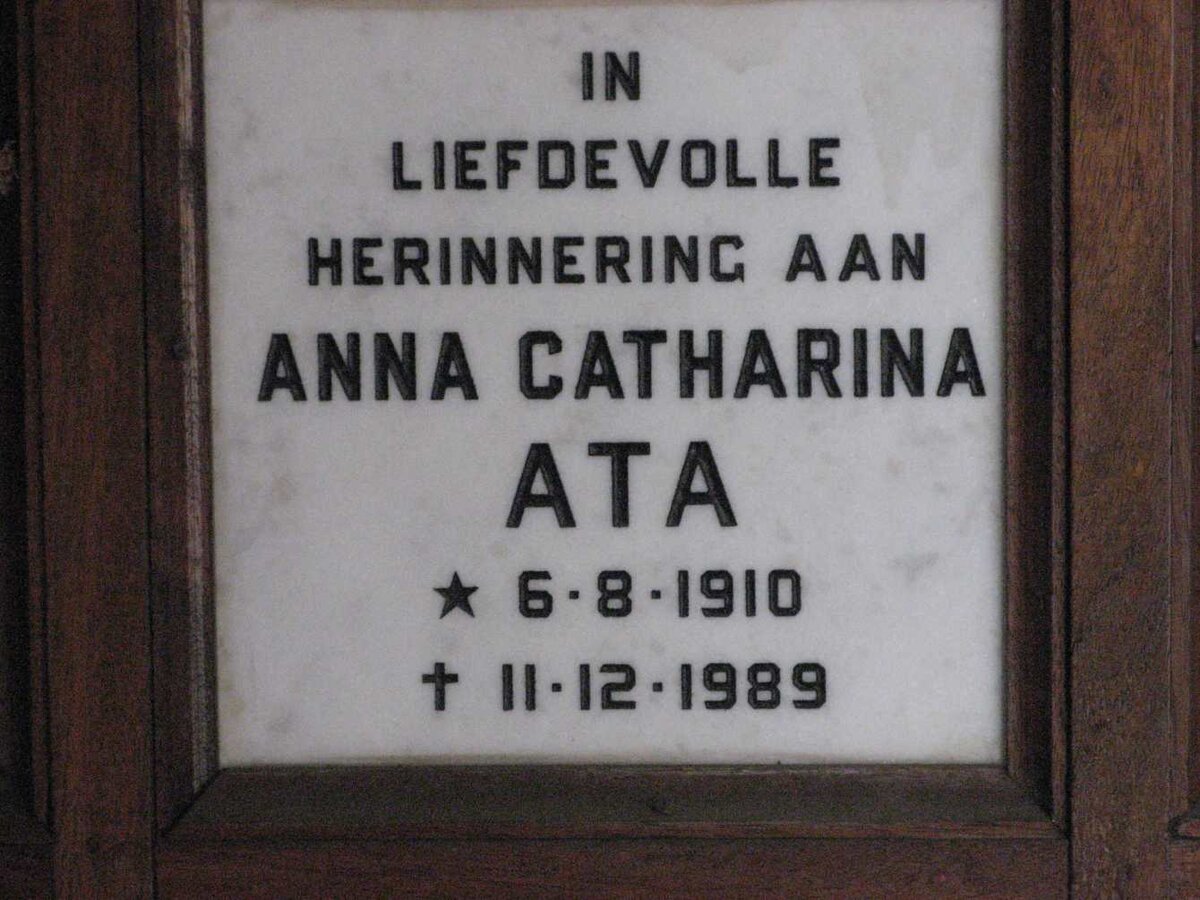 IN
LIEFDEVOLLE
HERINNERING AAN
ANNA CATHARINA
ATA
★ 6·8·1910
✝ 11·12·1989